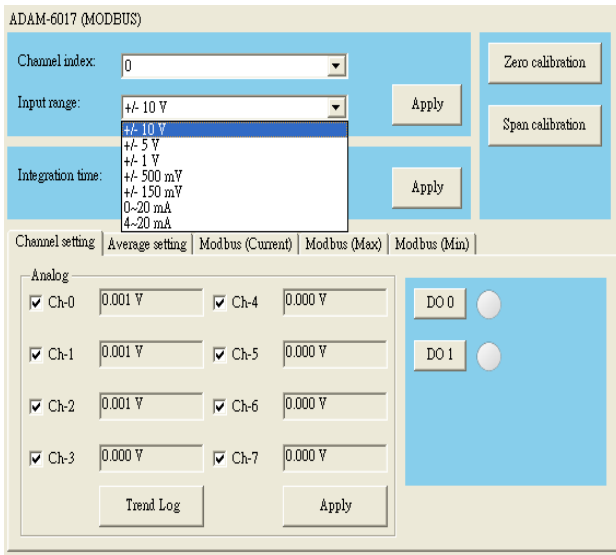 ADAM-6017 (MODBUS)
Channel index: 0
Zero calibration
Input range: +/- 10 V
Apply
Span calibration
+/- 10 V
+/- 5 V
+/- 1 V
+/- 500 mV
+/- 150 mV
0~20 mA
4~20 mA
Integration time:
Apply
Channel setting Average setting Modbus (Current) Modbus (Max) Modbus (Min)
Analog
Ch-0 0.001 V Ch-4 0.000 V DO 0
Ch-1 0.001 V Ch-5 0.000 V DO 1
Ch-2 0.001 V Ch-6 0.000 V
Ch-3 0.000 V Ch-7 0.000 V
Trend Log Apply